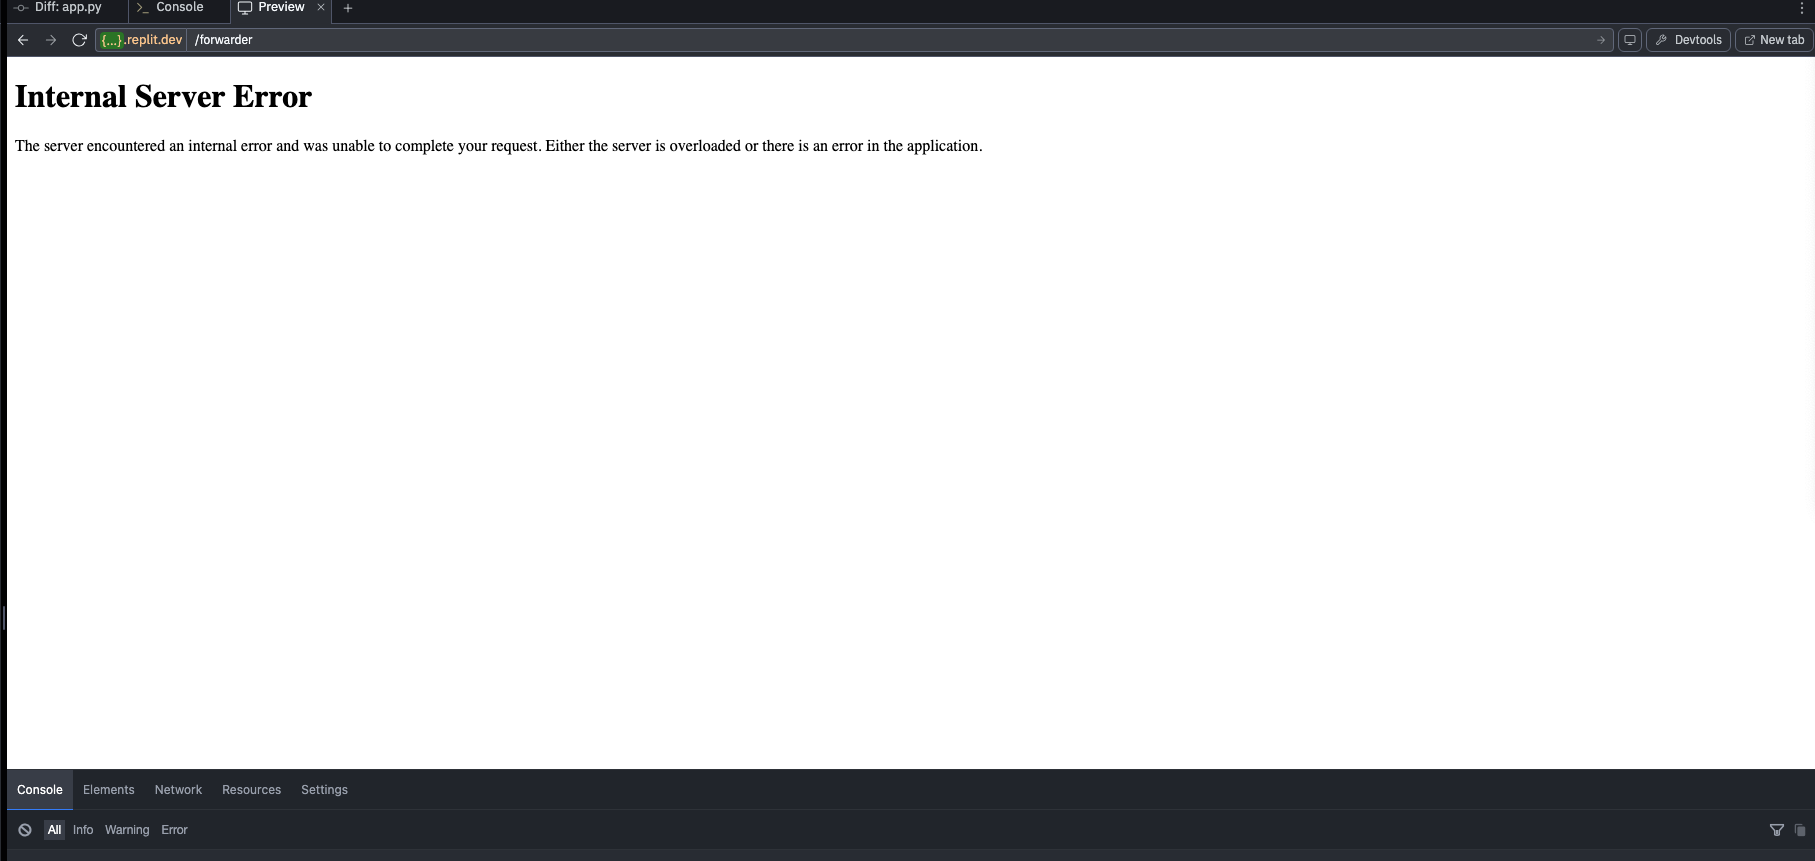 Diff: app.py
>_ Console
Preview
{...}.replit.dev /forwarder
Devtools
New tab
Internal Server Error
The server encountered an internal error and was unable to complete your request. Either the server is overloaded or there is an error in the application.
Console Elements Network Resources Settings
All Info Warning Error